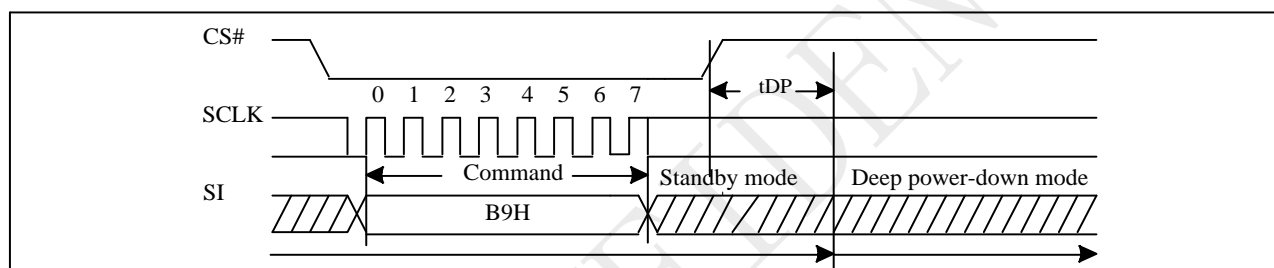 CS#
tDP
0 1 2 3 4 5 6 7
SCLK
Command
Standby mode
Deep power-down mode
SI
B9H